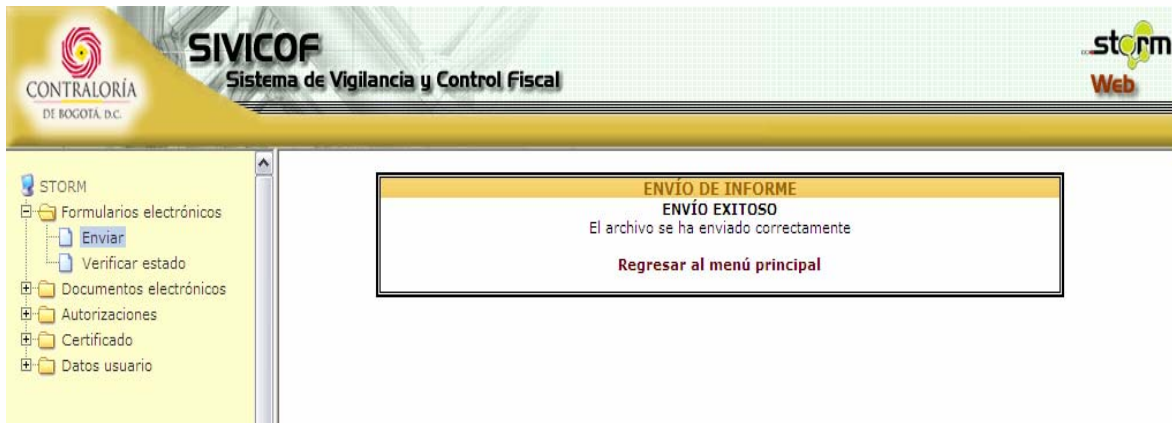 CONTRALORÍA
DE BOGOTÁ, D.C.
SIVICOF
Sistema de Vigilancia y Control Fiscal
storm
Web
STORM
Formularios electrónicos
Enviar
Verificar estado
Documentos electrónicos
Autorizaciones
Certificado
Datos usuario
ENVÍO DE INFORME
ENVÍO EXITOSO
El archivo se ha enviado correctamente
Regresar al menú principal